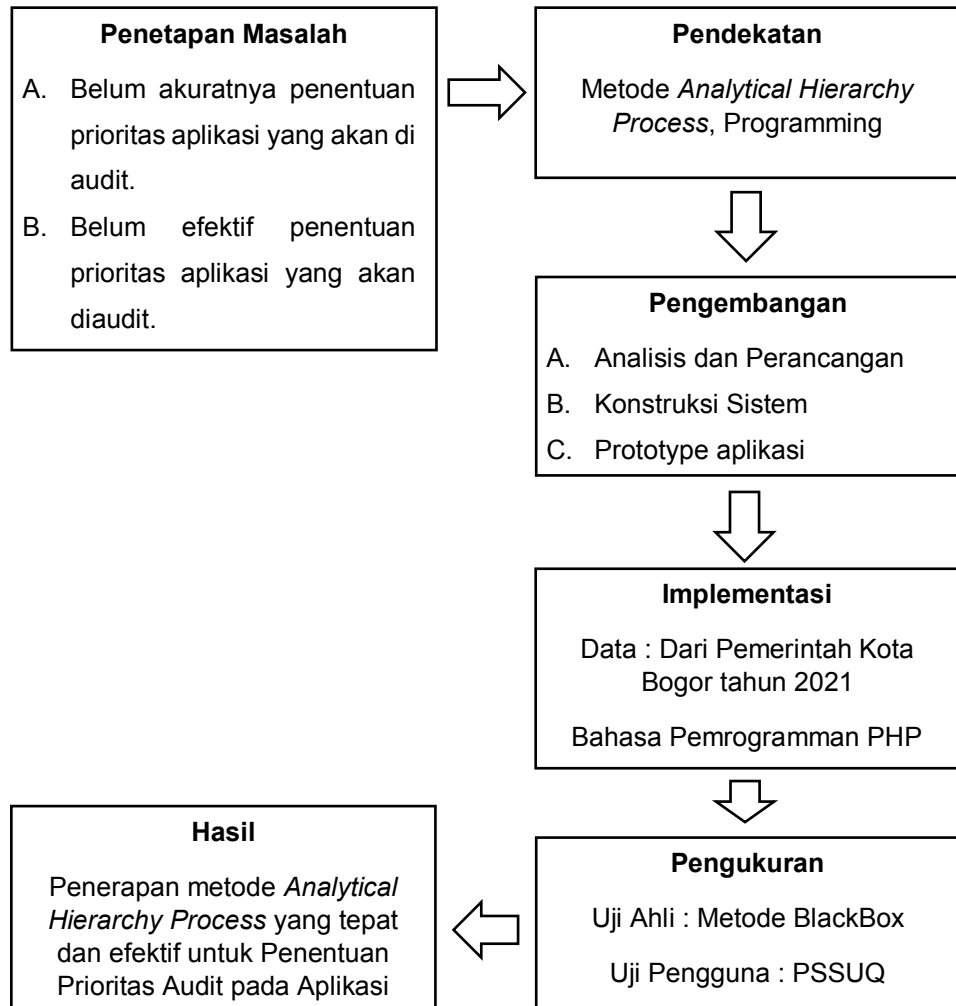 Penetapan Masalah
A. Belum akuratnya penentuan
prioritas aplikasi yang akan di
audit.
B. Belum efektif penentuan
prioritas aplikasi yang akan
diaudit.
Pendekatan
Metode Analytical Hierarchy
Process, Programming
Pengembangan
A. Analisis dan Perancangan
B. Konstruksi Sistem
C. Prototype aplikasi
Implementasi
Data : Dari Pemerintah Kota
Bogor tahun 2021
Bahasa Pemrogramman PHP
Pengukuran
Uji Ahli : Metode BlackBox
Uji Pengguna : PSSUQ
Hasil
Penerapan metode Analytical
Hierarchy Process yang tepat
dan efektif untuk Penentuan
Prioritas Audit pada Aplikasi